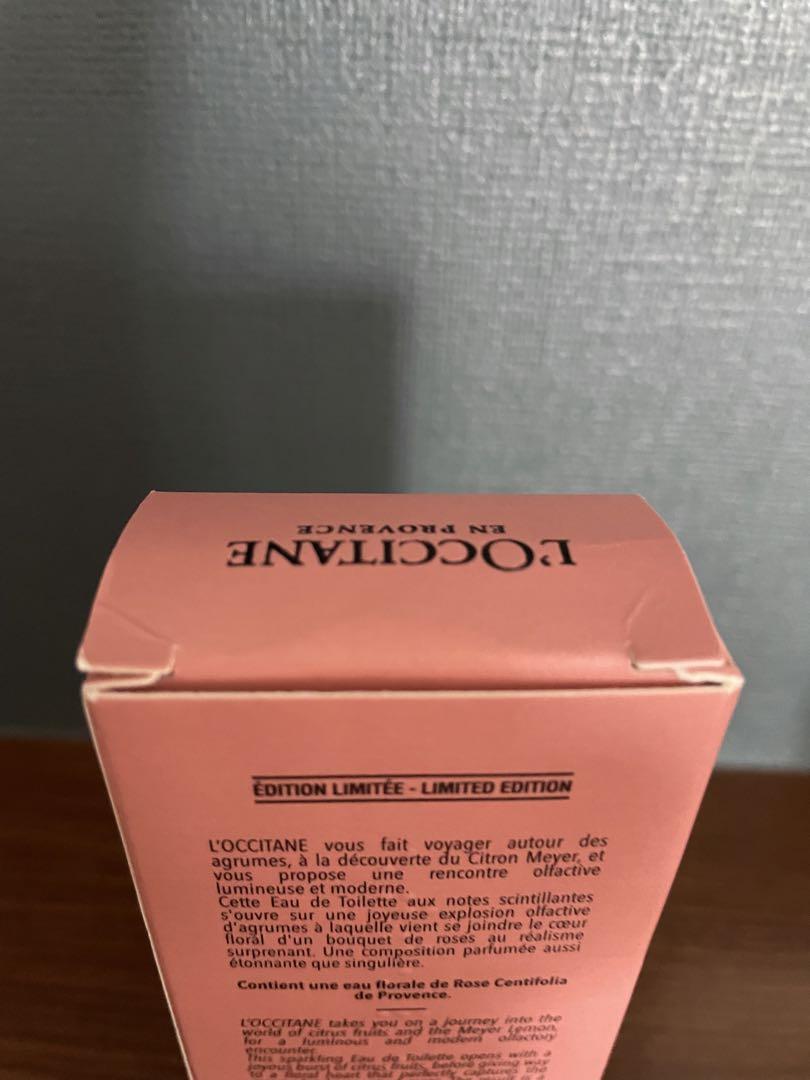 L'OCCITANE
EN PROVENCE
ÉDITION LIMITÉE - LIMITED EDITION
L'OCCITANE vous fait voyager autour des
agrumes, à la découverte du Citron Meyer, et
vous propose une rencontre olfactive
lumineuse et moderne.
Cette Eau de Toilette aux notes scintillantes
s'ouvre sur une joyeuse explosion olfactive
d'agrumes à laquelle vient se joindre le cœur
floral d'un bouquet de roses au réalisme
surprenant. Une composition parfumée aussi
étonnante que singulière.
Contient une eau florale de Rose Centifolia
de Provence.
L'OCCITANE takes you on a journey into the
world of citrus fruits and the Meyer Lemon,
for a luminous and modern olfactory
encounter.
This sparkling Eau de Toilette opens with a
joyous burst of citrus fruits, before giving way
to a floral heart that perfectly captures the